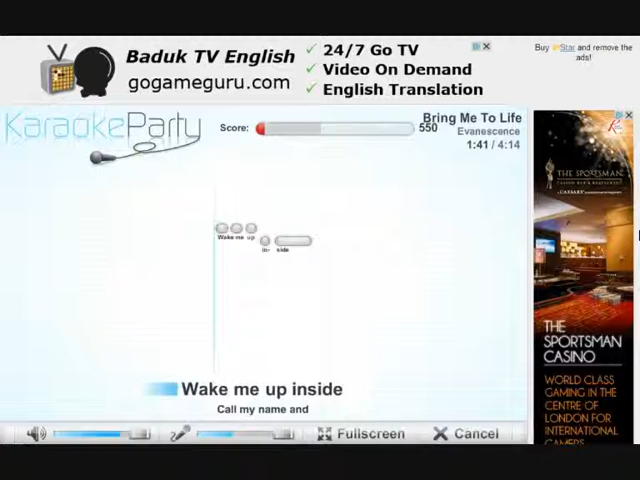 Baduk TV English
gogameguru.com
✓ 24/7 Go TV
✓ Video On Demand
✓ English Translation
Buy Star and remove the
ads!
KaraokeParty
Score:
550
Bring Me To Life
Evanescence
1:41 / 4:14
Wake me up
in-
side
Wake me up inside
Call my name and
Fullscreen
Cancel
THE SPORTSMAN
THE
SPORTSMAN
CASINO
WORLD CLASS
GAMING IN THE
CENTRE OF
LONDON FOR
INTERNATIONAL
GAMERS